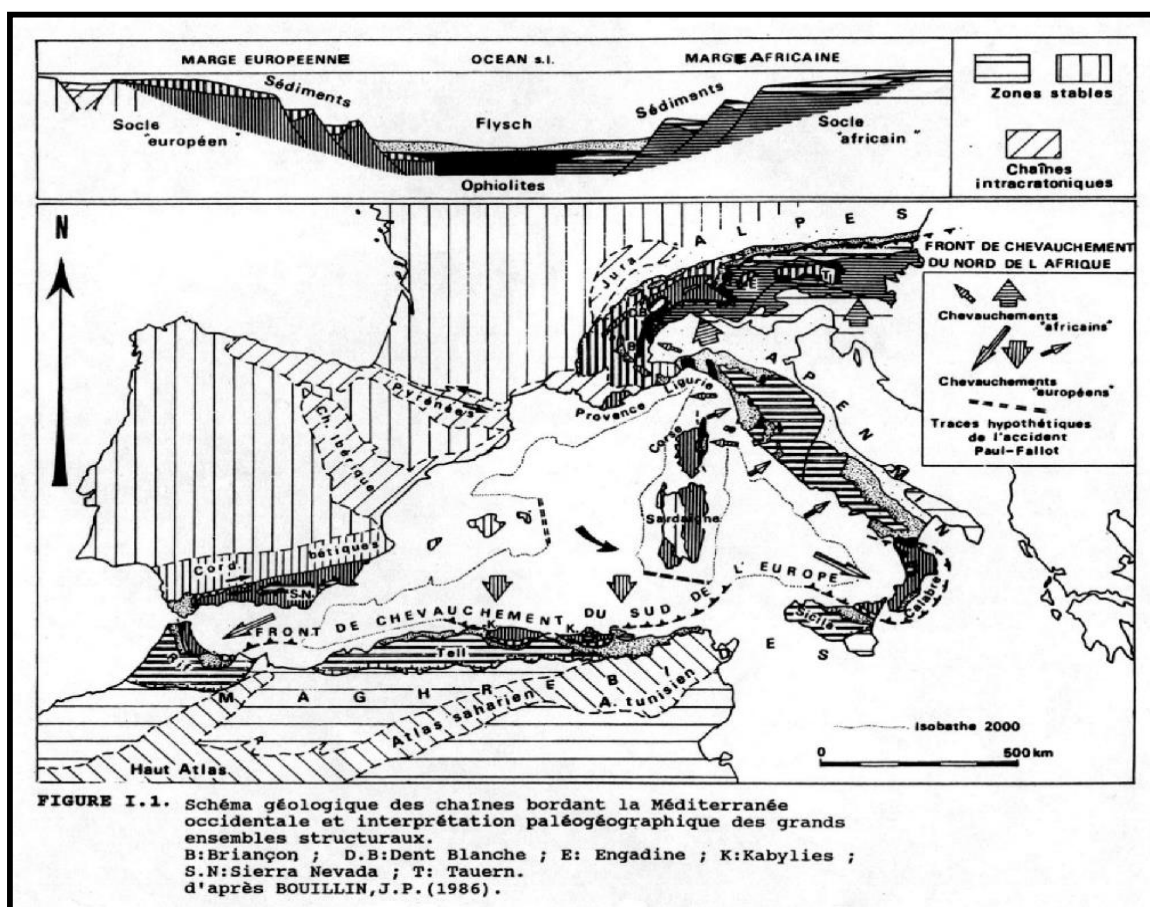 MARGE EUROPEENNE OCEAN s.l. MARGE AFRICAINE
Sédiments Sédiments
Socle "européen" Flysch Socle "africain"
Ophiolites
Zones stables
Chaînes intracratoniques
N
ALPES
Jura
E
T
D.B
B
FRONT DE CHEVAUCHEMENT
DU NORD DE L AFRIQUE
Chevauchements "africains"
Chevauchements "européens"
Traces hypothétiques
de l'accident
Paul-Fallot
APENNINES
Pyrénées
Provence
Ligurie
Ch. Ibérique
Corse
Sardaigne
Cord. bétiques
S.N.
FRONT DE CHEVAUCHEMENT DU SUD DE L' EUROPE
K
K
Calabre
Sicile
Rif
Tell
MAGHREBI
A. tunisien
Atlas saharien
Haut Atlas
Isobathe 2000
0 500 km
FIGURE I.1. Schéma géologique des chaînes bordant la Méditerranée
occidentale et interprétation paléogéographique des grands
ensembles structuraux.
B:Briançon ; D.B:Dent Blanche ; E: Engadine ; K:Kabylies ;
S.N:Sierra Nevada ; T: Tauern.
d'après BOUILLIN,J.P.(1986).